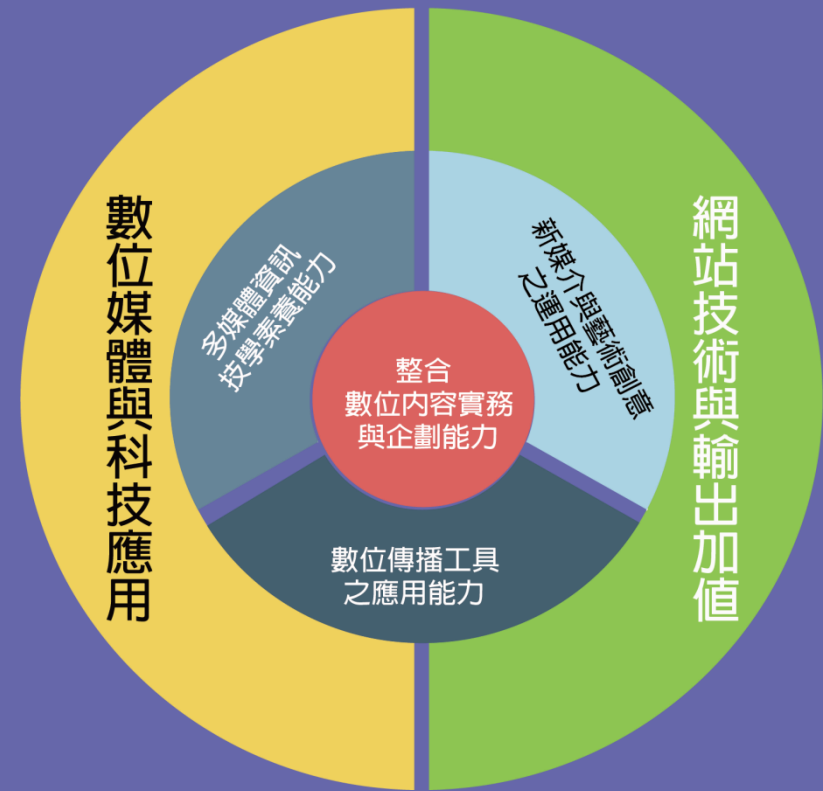 數位媒體與科技應用
多媒體資訊
技學素養能力
整合
數位內容實務
與企劃能力
新媒介與藝術創意
之運用能力
數位傳播工具
之應用能力
網站技術與輸出加值